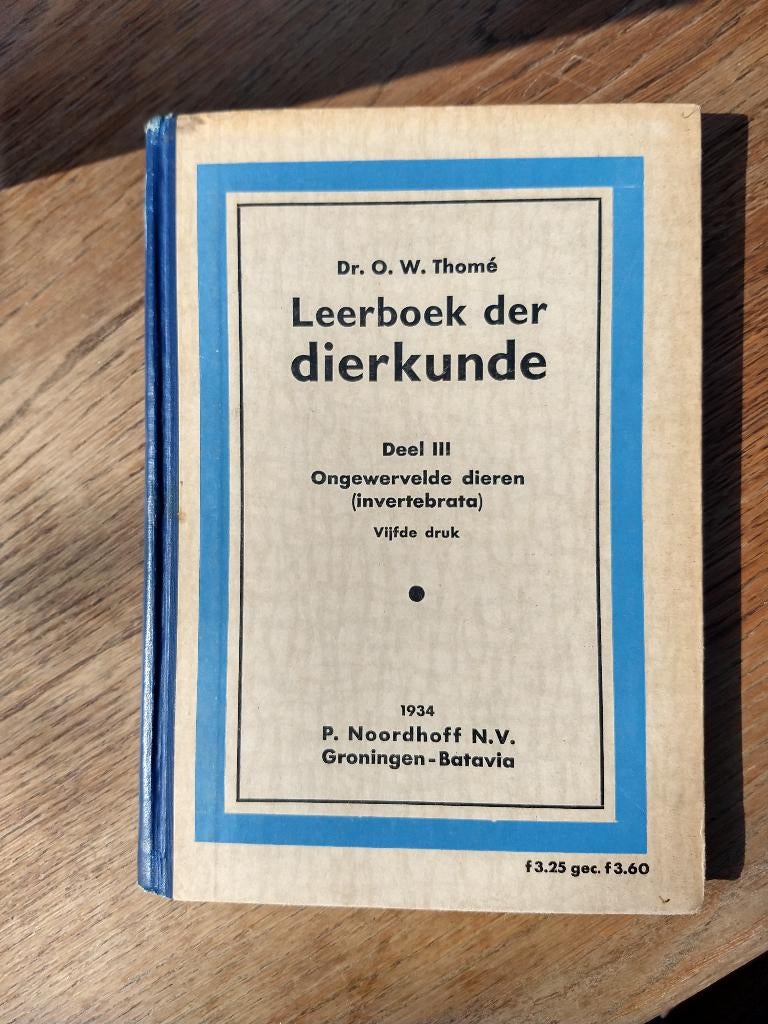 Dr. O. W. Thomé
Leerboek der
dierkunde
Deel III
Ongewervelde dieren
(invertebrata)
Vijfde druk
1934
P. Noordhoff N.V.
Groningen-Batavia
f 3.25 gec. f 3.60